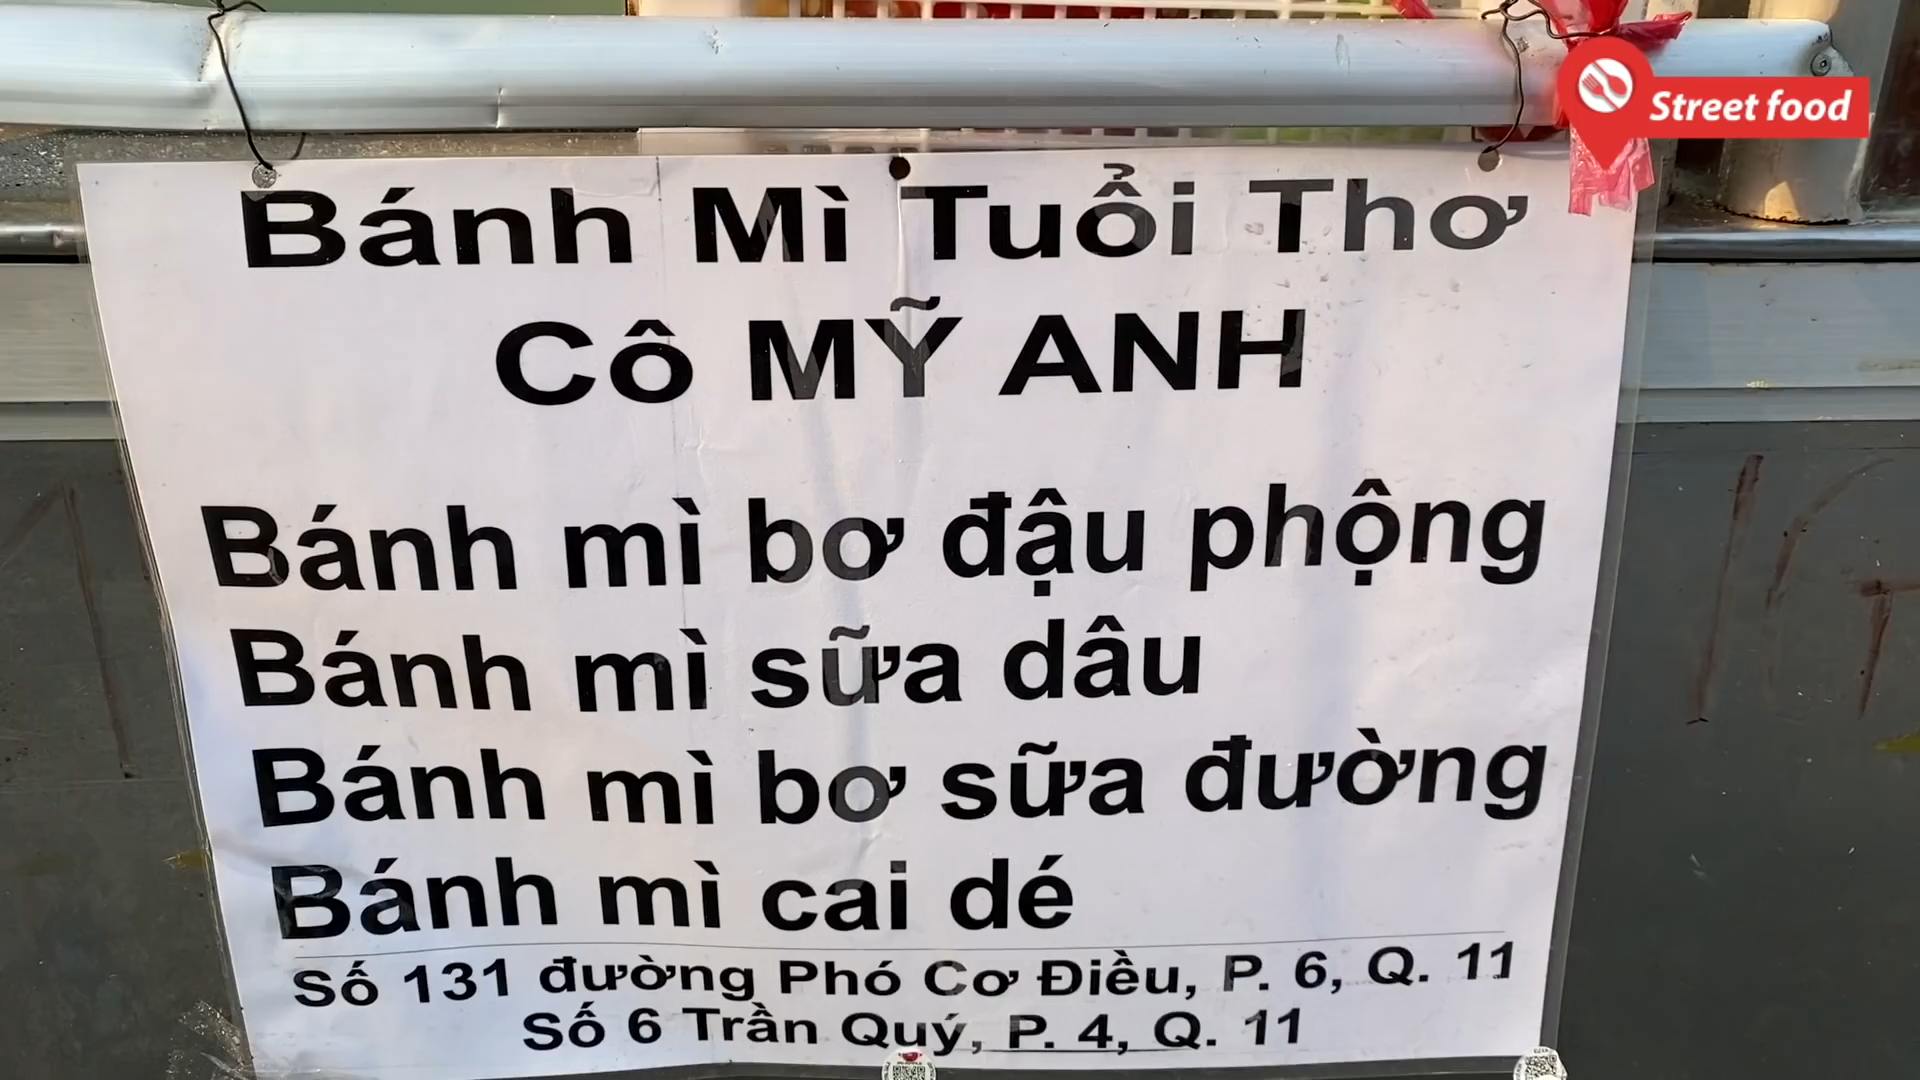 Street food
Bánh Mì Tuổi Thơ
Cô MỸ ANH
Bánh mì bơ đậu phộng
Bánh mì sữa dâu
Bánh mì bơ sữa đường
Bánh mì cai dé
Số 131 đường Phó Cơ Điều, P. 6, Q. 11
Số 6 Trần Quý, P. 4, Q. 11